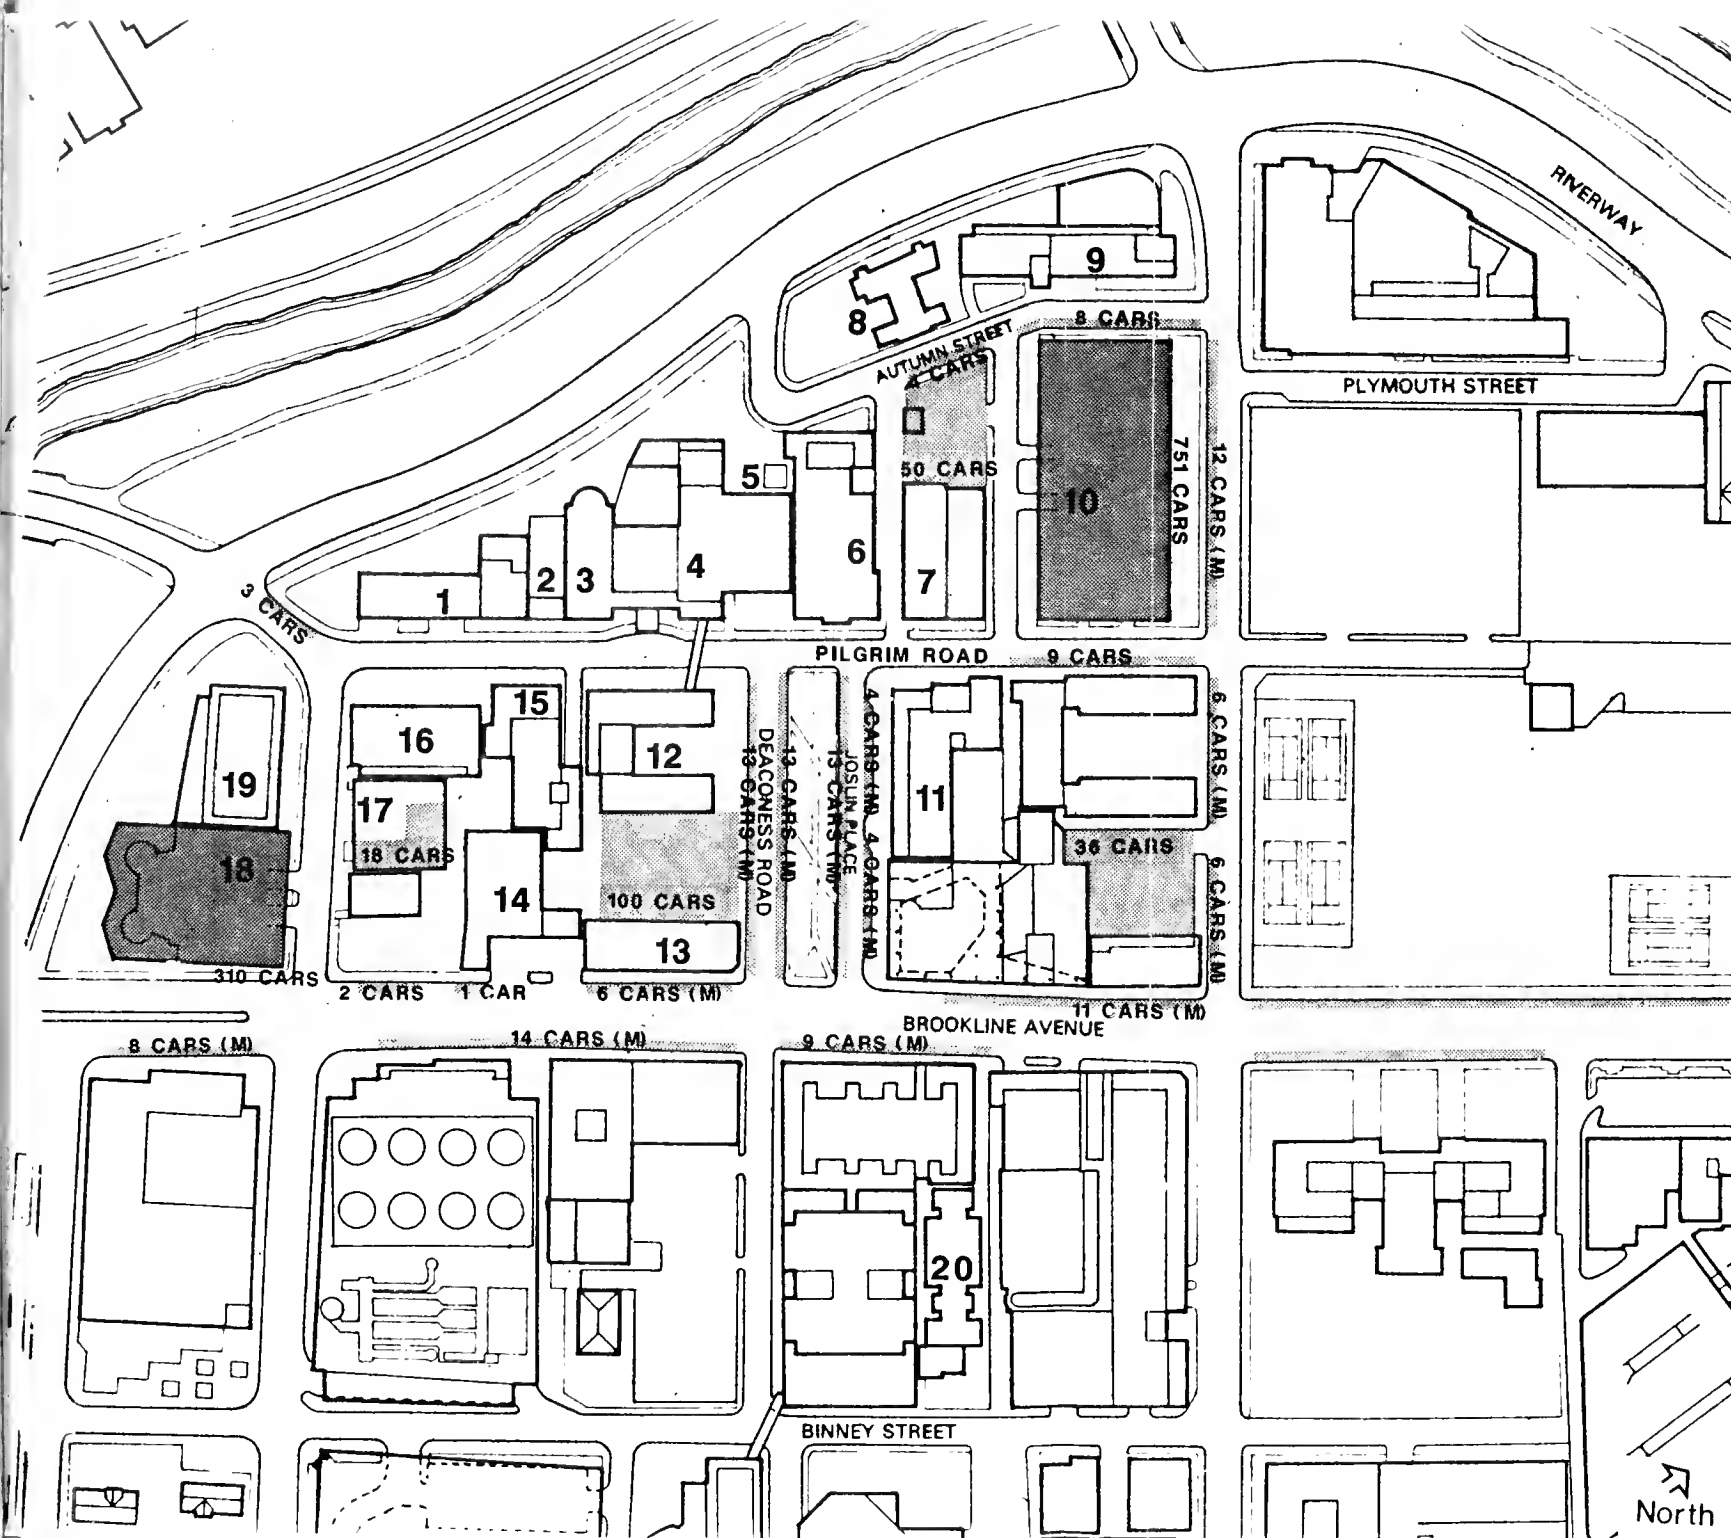 RIVERWAY
9
8
8 CARS
AUTUMN STREET
4 CARS
PLYMOUTH STREET
50 CARS
10
751 CARS
12 CARS (M)
5
6
4
7
3
2
1
3 CARS
PILGRIM ROAD
9 CARS
15
16
12
19
17
11
4 CARS (M)
4 CARS (M)
6 CARS (M)
6 CARS (M)
DEACONESS ROAD
13 CARS (M)
13 CARS (M)
13 CARS (M)
JOSLIN PLACE
36 CARS
18
18 CARS
14
100 CARS
13
310 CARS
2 CARS
1 CAR
6 CARS (M)
11 CARS (M)
BROOKLINE AVENUE
8 CARS (M)
14 CARS (M)
9 CARS (M)
20
BINNEY STREET
North